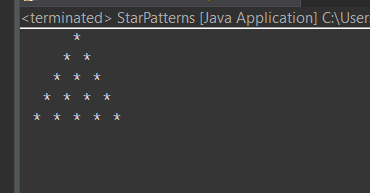 <terminated> StarPatterns [Java Application] C:\User
*
* *
* * *
* * * *
* * * * *